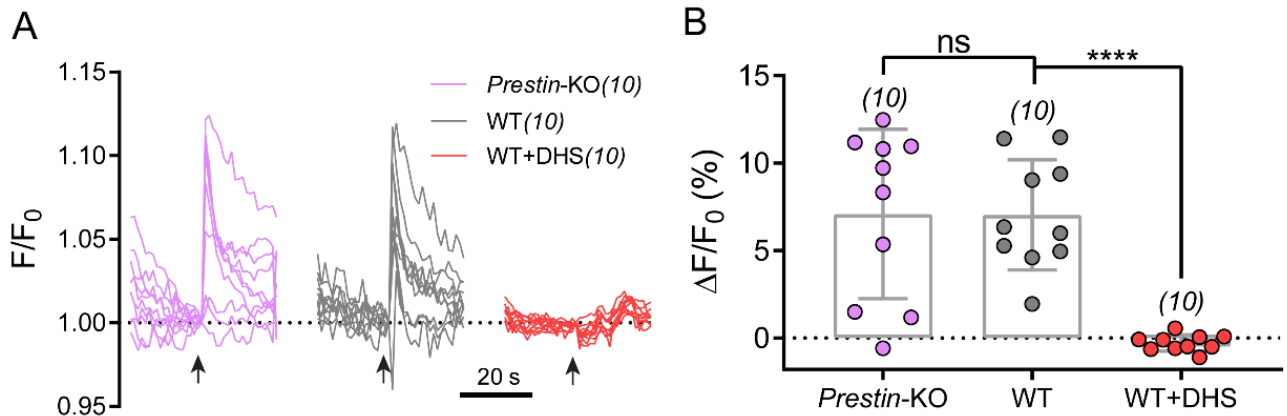 A
F/F0
1.15
1.10
1.05
1.00
0.95
Prestin-KO(10)
WT(10)
WT+DHS(10)
20 s
B
ns
****
ΔF/F0 (%)
15
10
5
0
(10)
(10)
(10)
Prestin-KO
WT
WT+DHS